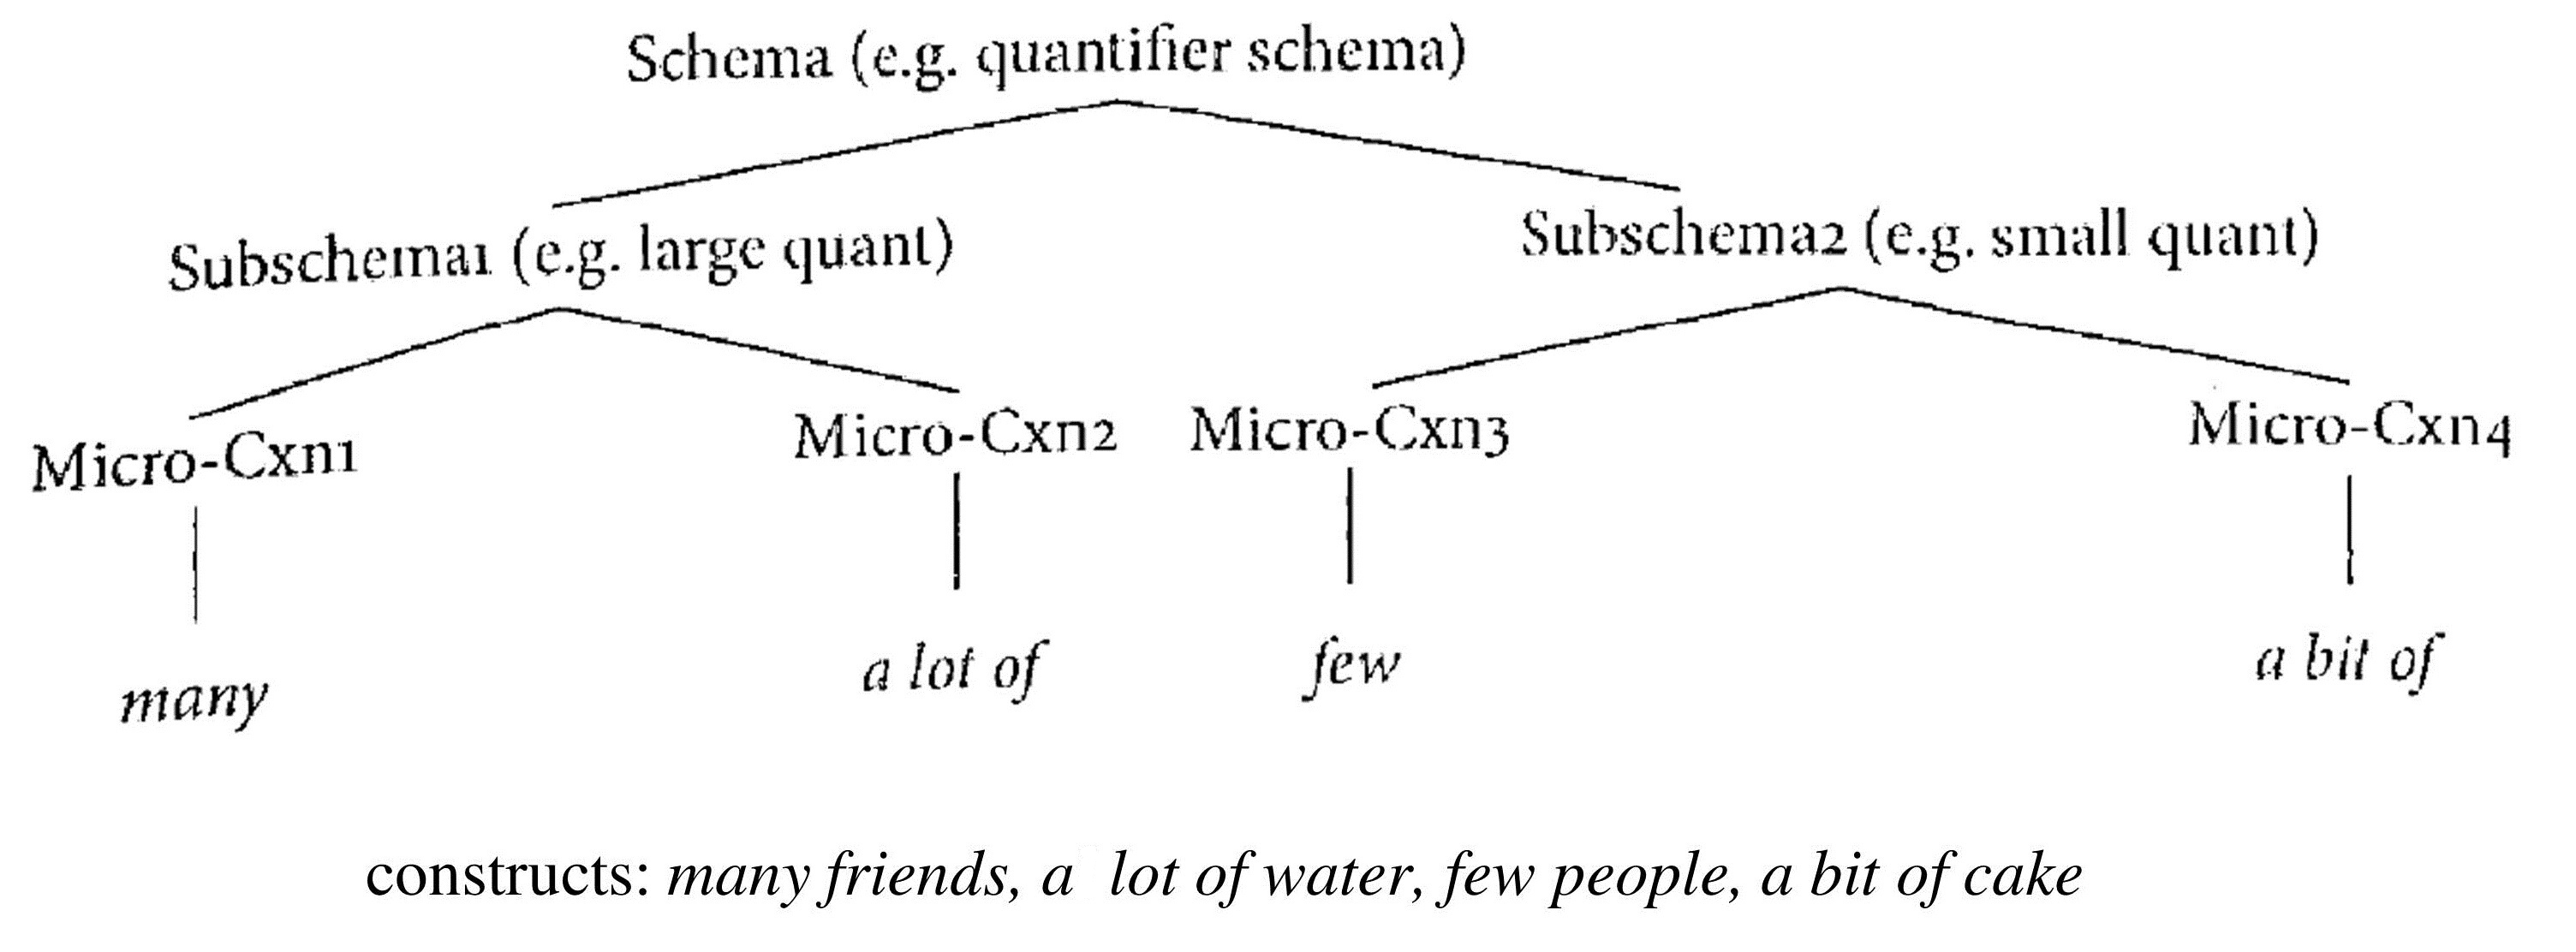 Schema (e.g. quantifier schema)
Subschema1 (e.g. large quant)
Subschema2 (e.g. small quant)
Micro-Cxn1
Micro-Cxn2
Micro-Cxn3
Micro-Cxn4
many
a lot of
few
a bit of
constructs: many friends, a lot of water, few people, a bit of cake